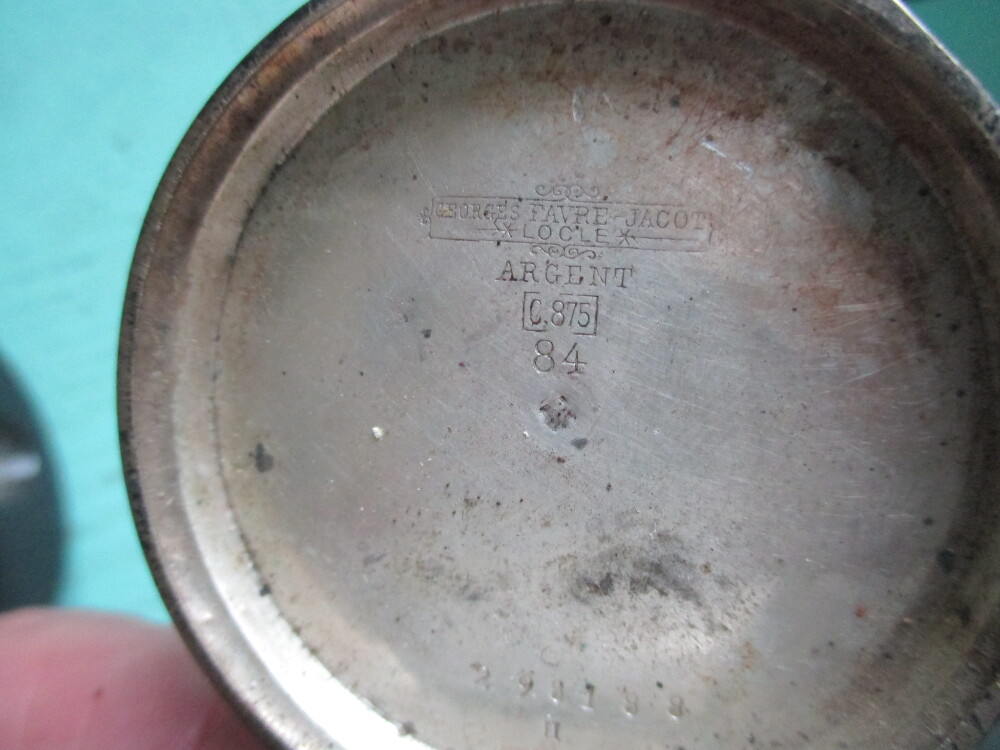 GEORGES FAVRE-JACOT
LOCLE
ARGENT
0.875
84